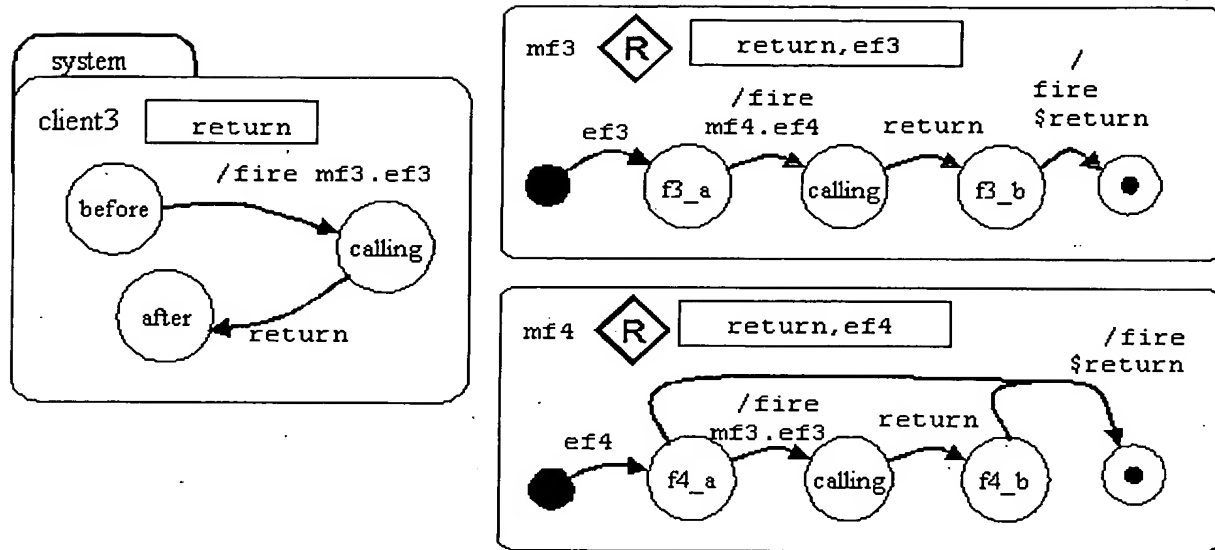 system
client3
return
/fire mf3.ef3
before
calling
after
return
mf3
R
return,ef3
ef3
/fire
mf4.ef4
return
/
fire
$return
f3_a
calling
f3_b
mf4
R
return,ef4
/fire
$return
ef4
/fire
mf3.ef3
return
f4_a
calling
f4_b